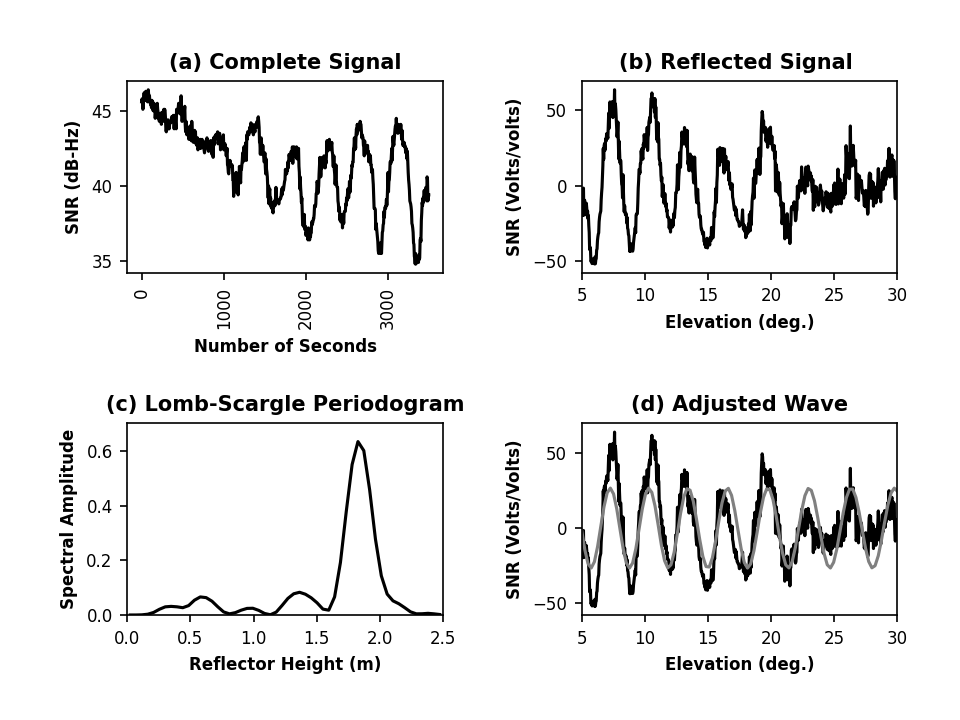 (a) Complete Signal
SNR (dB-Hz)
45
40
35
0
1000
2000
3000
Number of Seconds
(b) Reflected Signal
SNR (Volts/volts)
50
0
−50
5 10 15 20 25 30
Elevation (deg.)
(c) Lomb-Scargle Periodogram
Spectral Amplitude
0.6
0.4
0.2
0.0
0.0 0.5 1.0 1.5 2.0 2.5
Reflector Height (m)
(d) Adjusted Wave
SNR (Volts/Volts)
50
0
−50
5 10 15 20 25 30
Elevation (deg.)